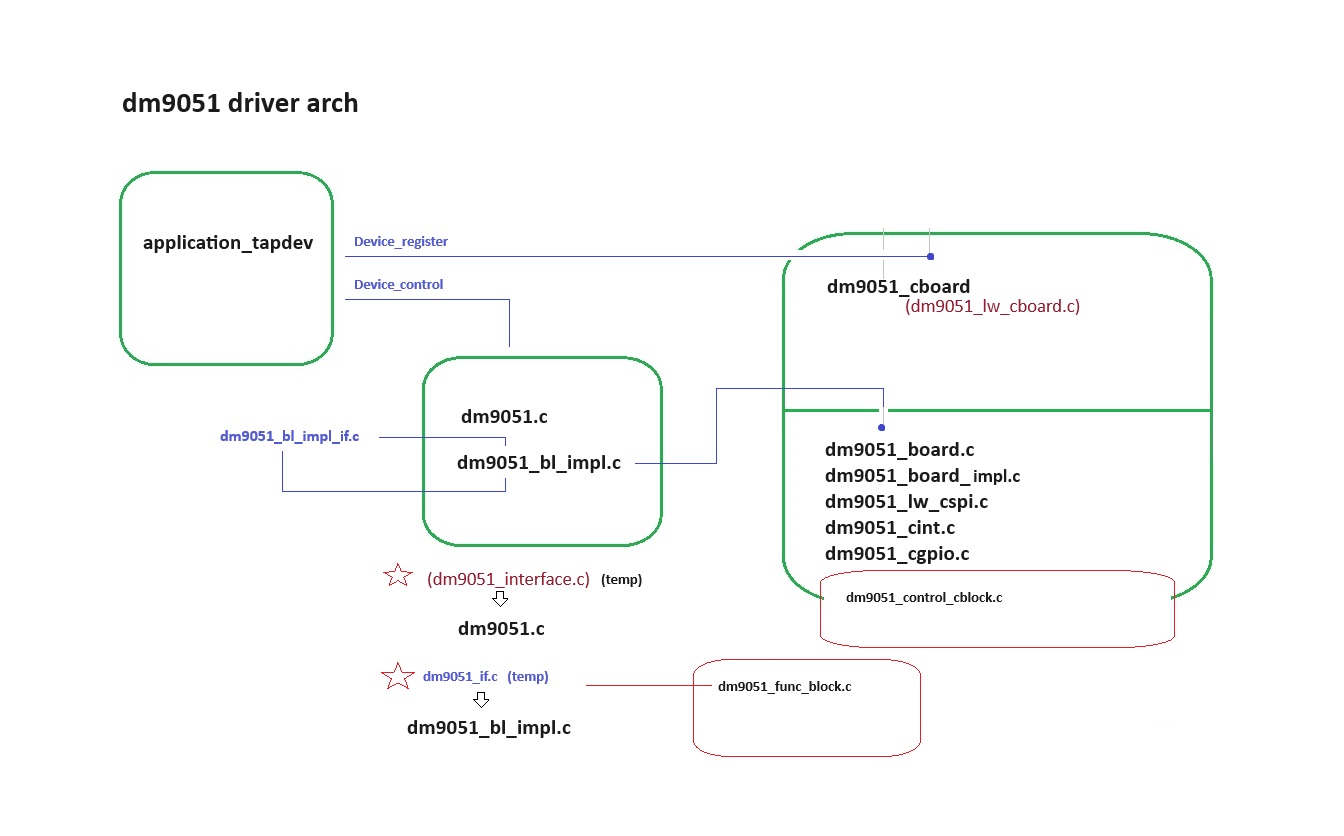 dm9051 driver arch
application_tapdev
Device_register
Device_control
dm9051_cboard
(dm9051_lw_cboard.c)
dm9051.c
dm9051_bl_impl_if.c
dm9051_bl_impl.c
dm9051_board.c
dm9051_board_impl.c
dm9051_lw_cspi.c
dm9051_cint.c
dm9051_cgpio.c
dm9051_control_cblock.c
(dm9051_interface.c) (temp)
dm9051.c
dm9051_if.c (temp)
dm9051_func_block.c
dm9051_bl_impl.c